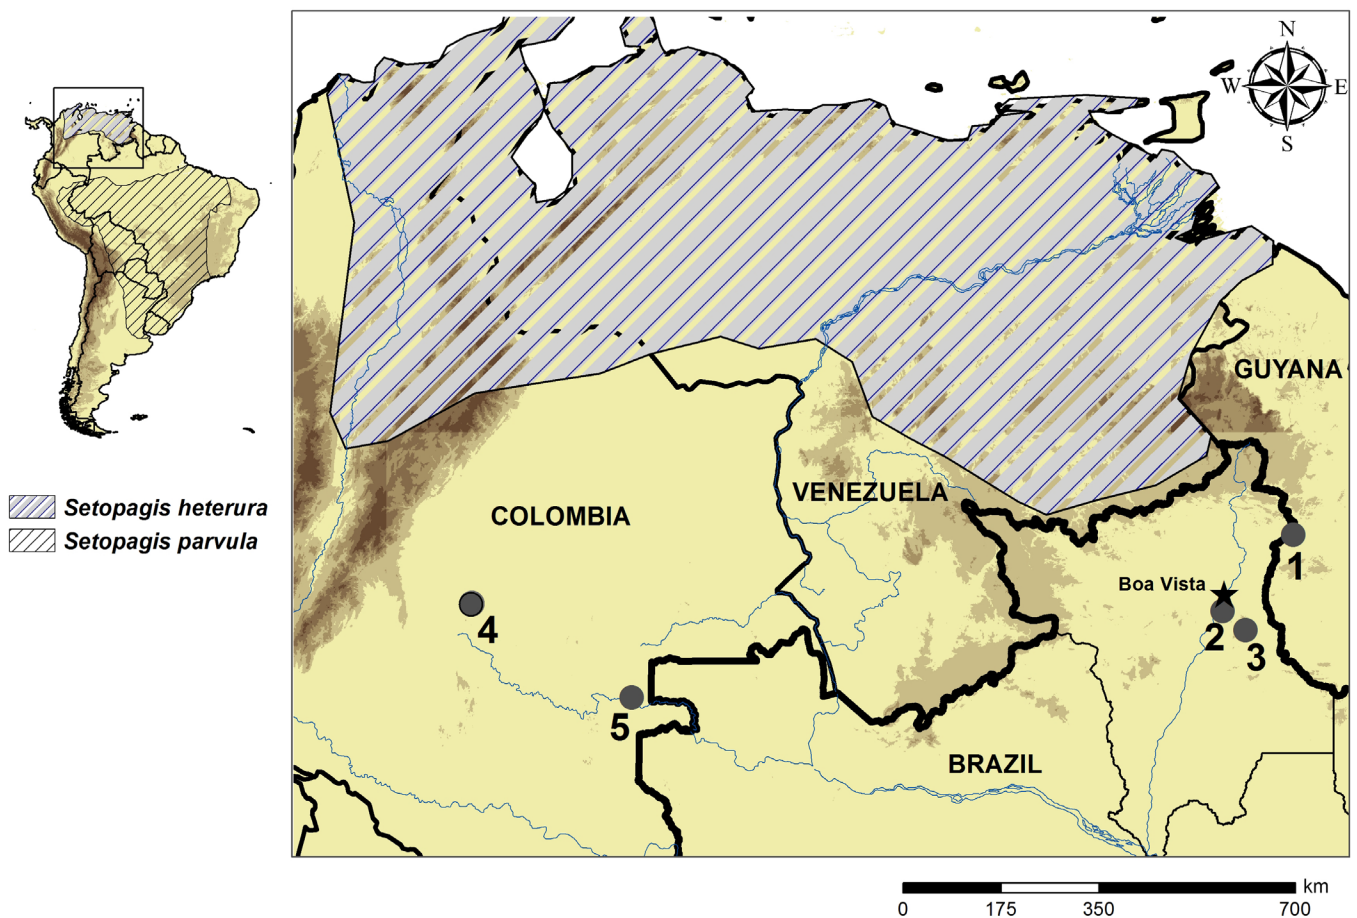 N
W E
S
GUYANA
VENEZUELA
COLOMBIA
Setopagis heterura
Setopagis parvula
1
Boa Vista
2
3
4
5
BRAZIL
km
0 175 350 700